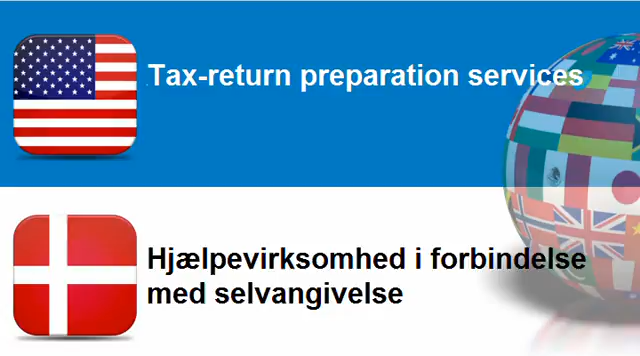 Tax-return preparation services
Hjælpevirksomhed i forbindelse
med selvangivelse